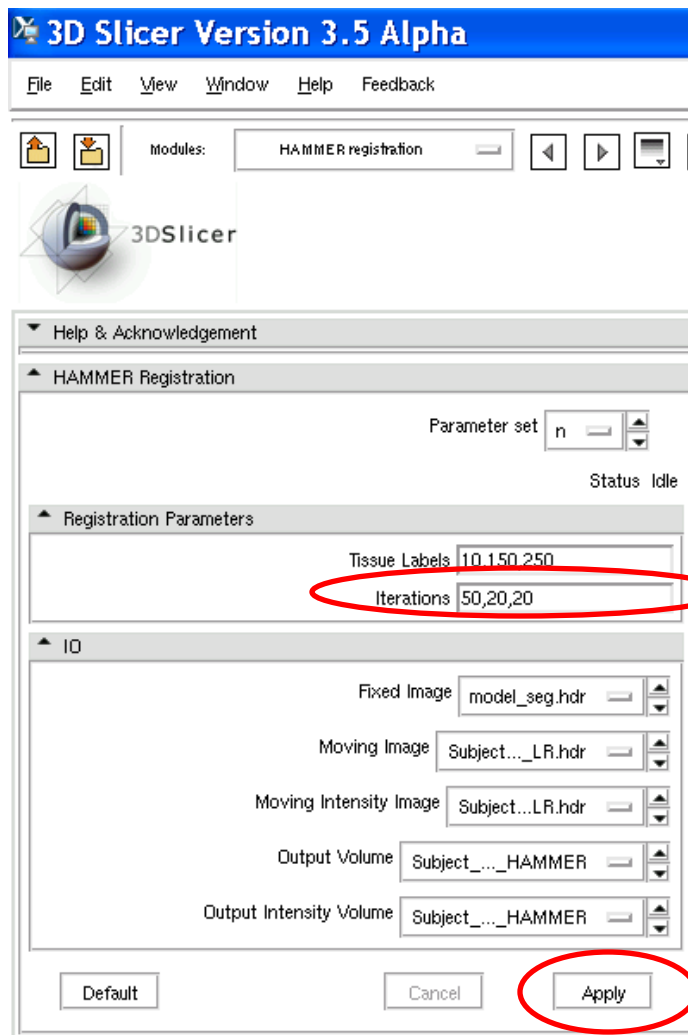 3D Slicer Version 3.5 Alpha
File Edit View Window Help Feedback
Modules: HAMMER registration
3DSlicer
Help & Acknowledgement
HAMMER Registration
Parameter set n
Status Idle
Registration Parameters
Tissue Labels 10,150,250
Iterations 50,20,20
IO
Fixed Image model_seg.hdr
Moving Image Subject..._LR.hdr
Moving Intensity Image Subject...LR.hdr
Output Volume Subject_..._HAMMER
Output Intensity Volume Subject_..._HAMMER
Default Cancel Apply